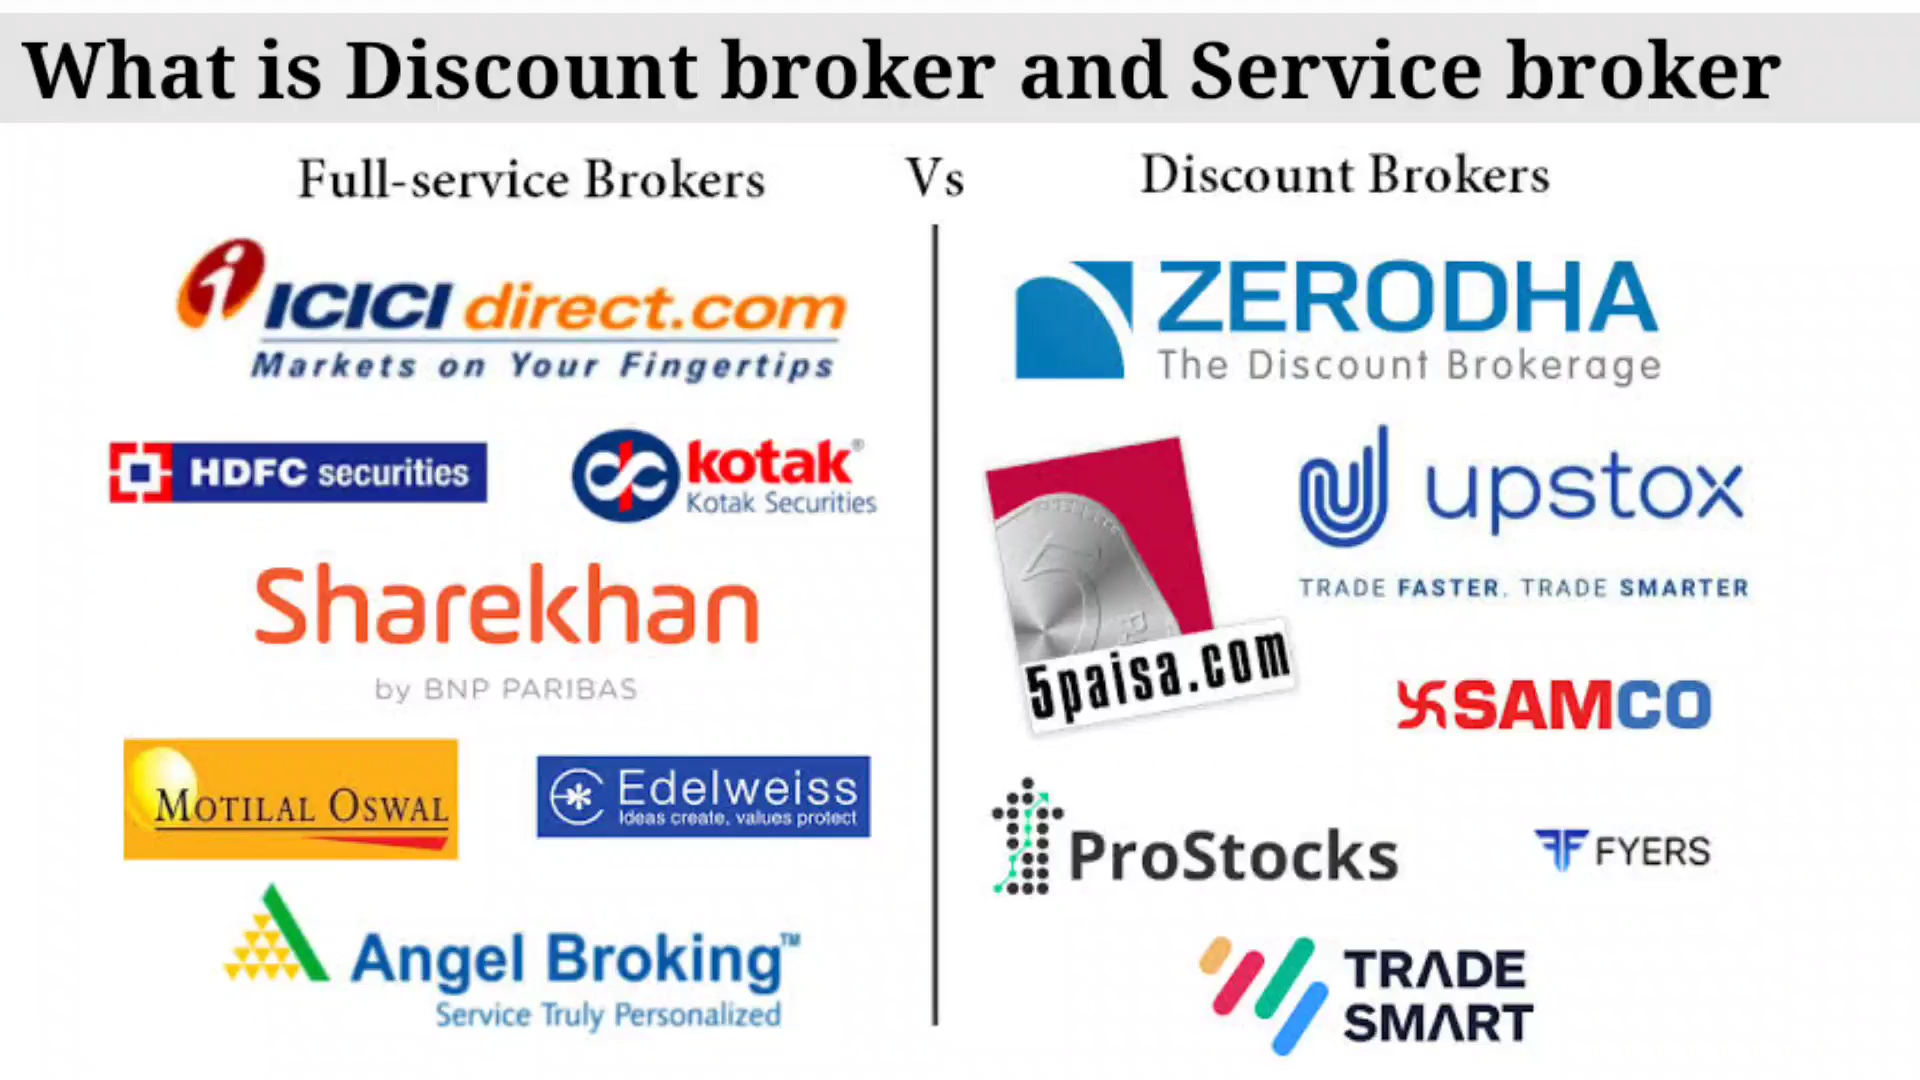 What is Discount broker and Service broker
Full-service Brokers Vs Discount Brokers
i ICICI direct.com
Markets on Your Fingertips
HDFC securities
kotak®
Kotak Securities
Sharekhan
by BNP PARIBAS
MOTILAL OSWAL
Edelweiss
Ideas create, values protect
Angel Broking™
Service Truly Personalized
ZERODHA
The Discount Brokerage
5paisa.com
upstox
TRADE FASTER. TRADE SMARTER
SAMCO
ProStocks
FYERS
TRADE
SMART